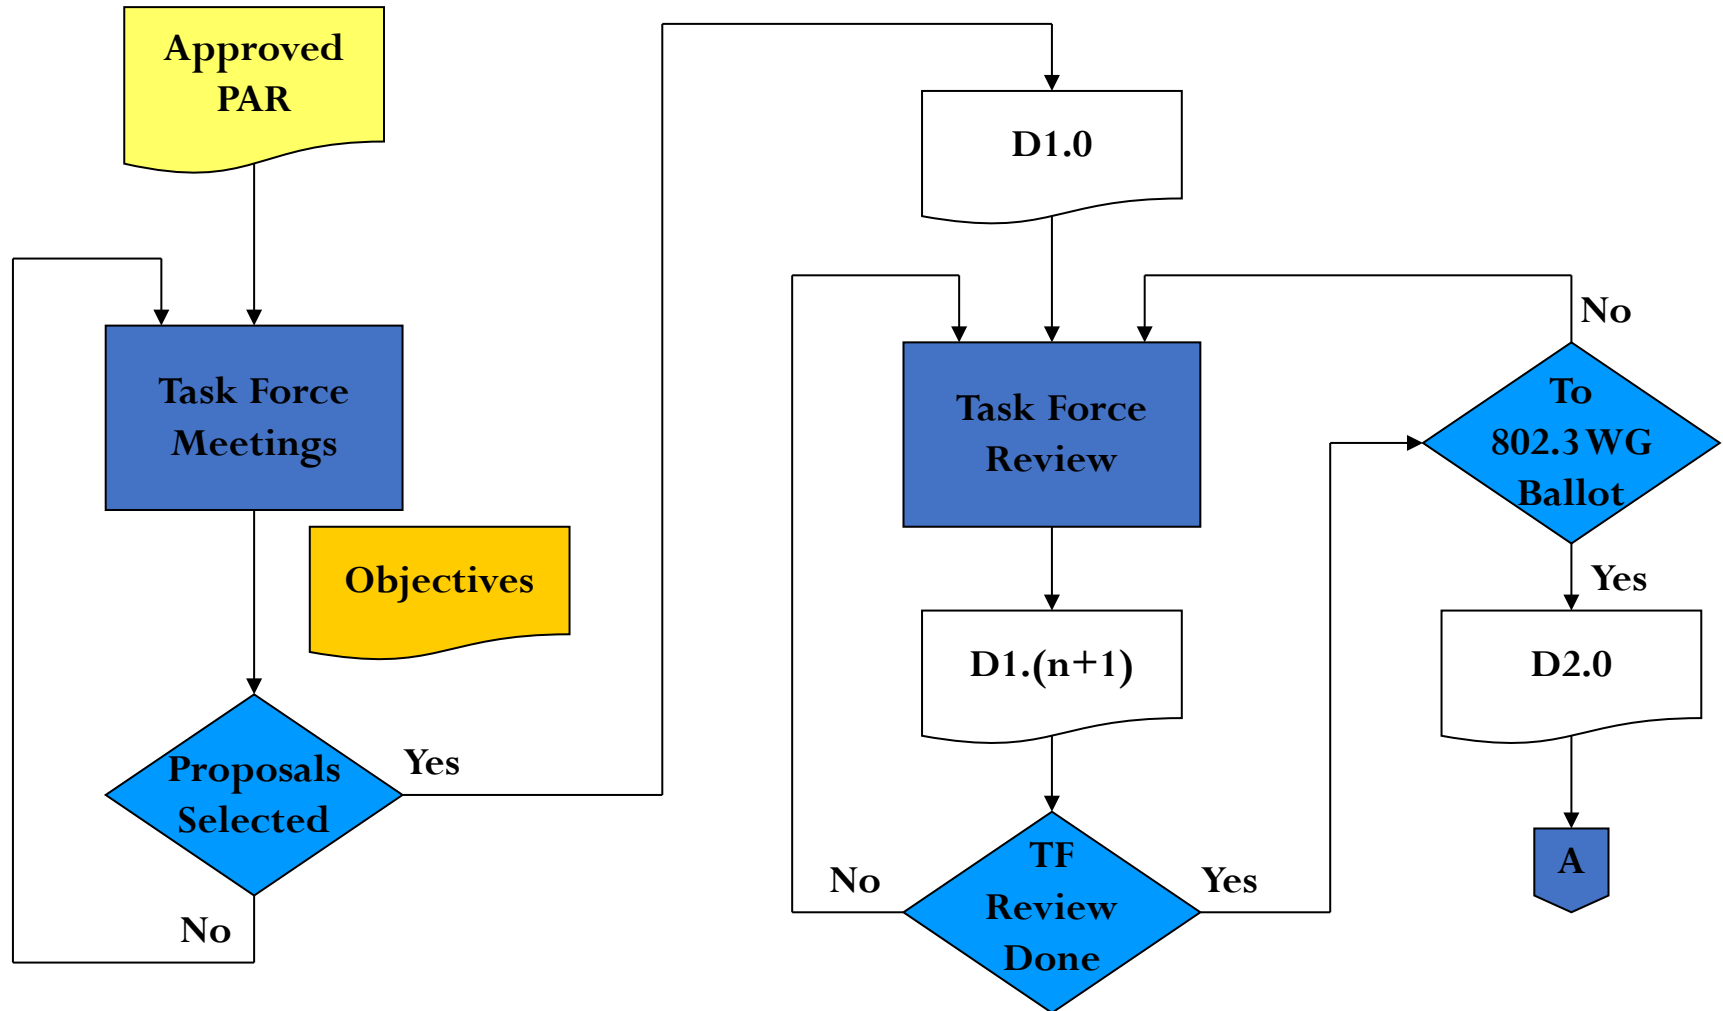 Approved
PAR
Task Force
Meetings
Objectives
Proposals
Selected
Yes
No
D1.0
Task Force
Review
D1.(n+1)
TF
Review
Done
No
Yes
To
802.3 WG
Ballot
No
Yes
D2.0
A